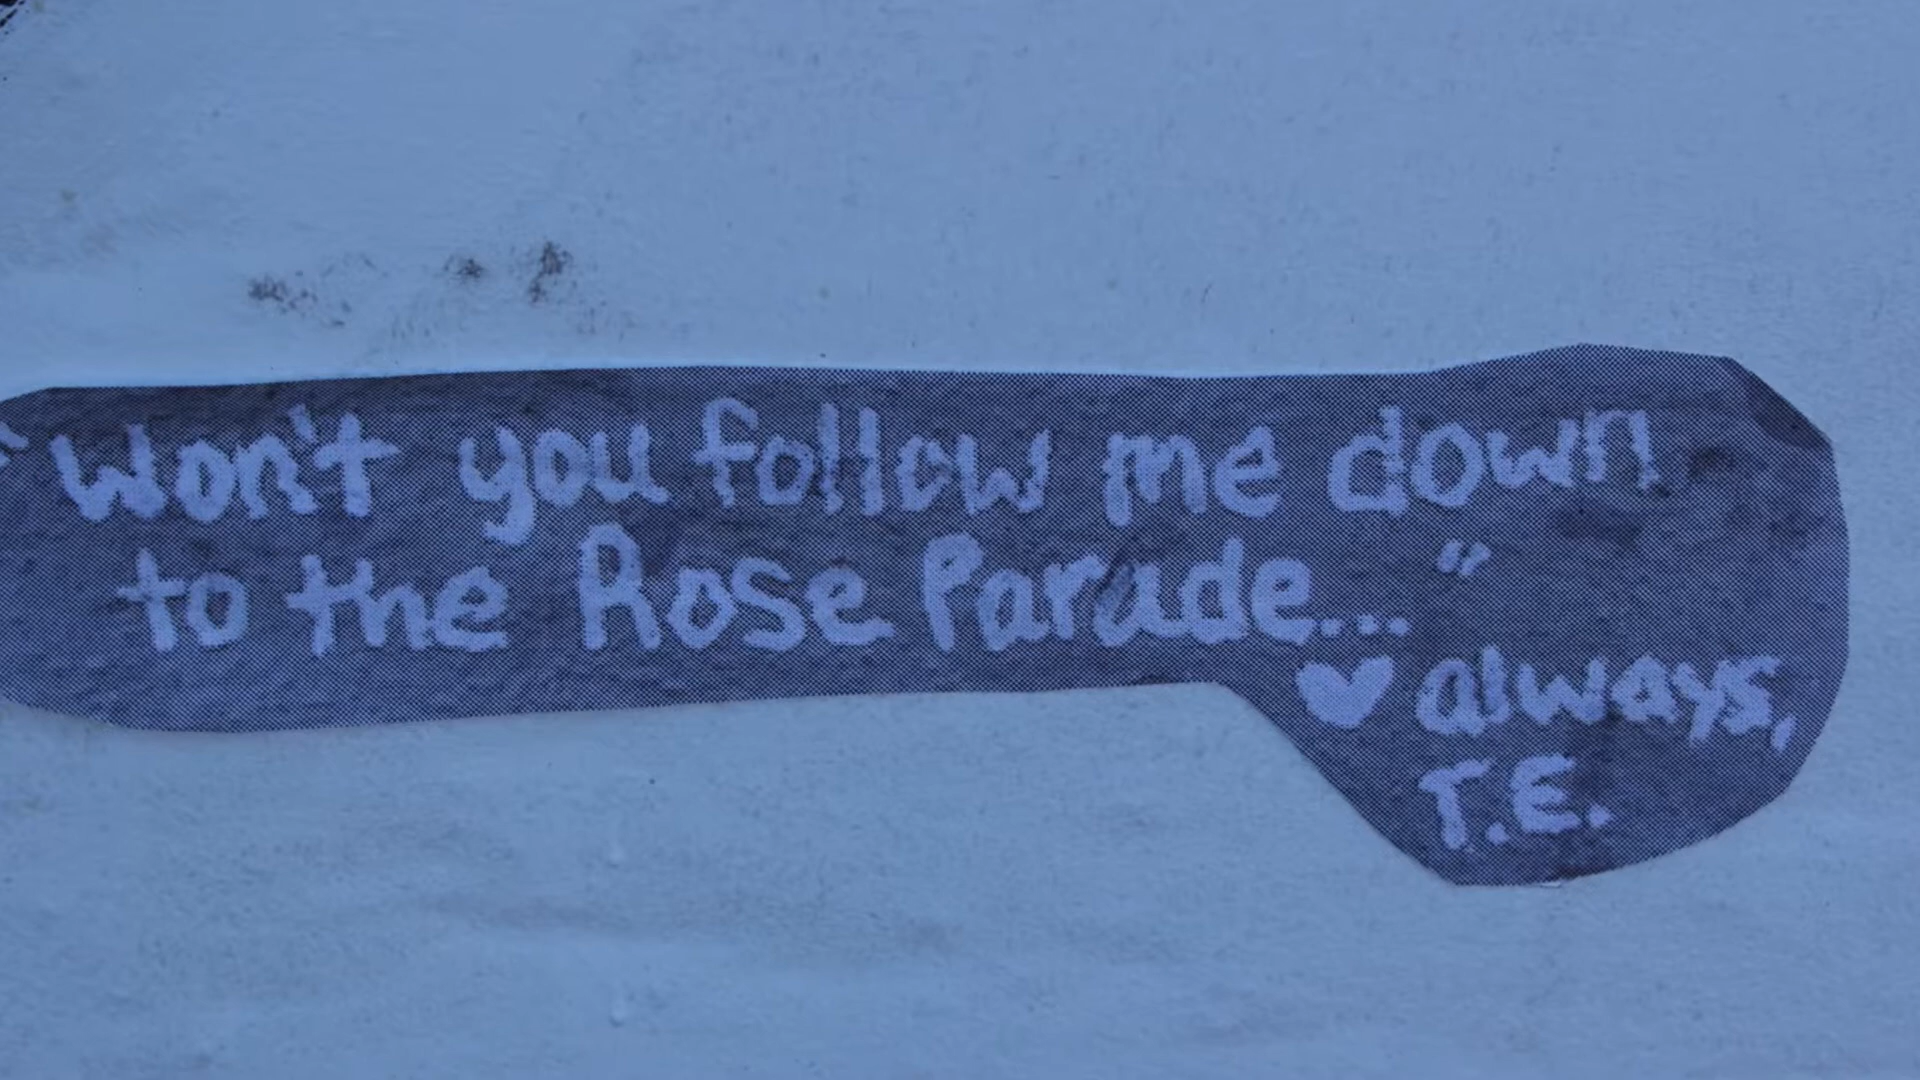 "Won't you follow me down
to the Rose Parade..."
♥ always,
T.E.